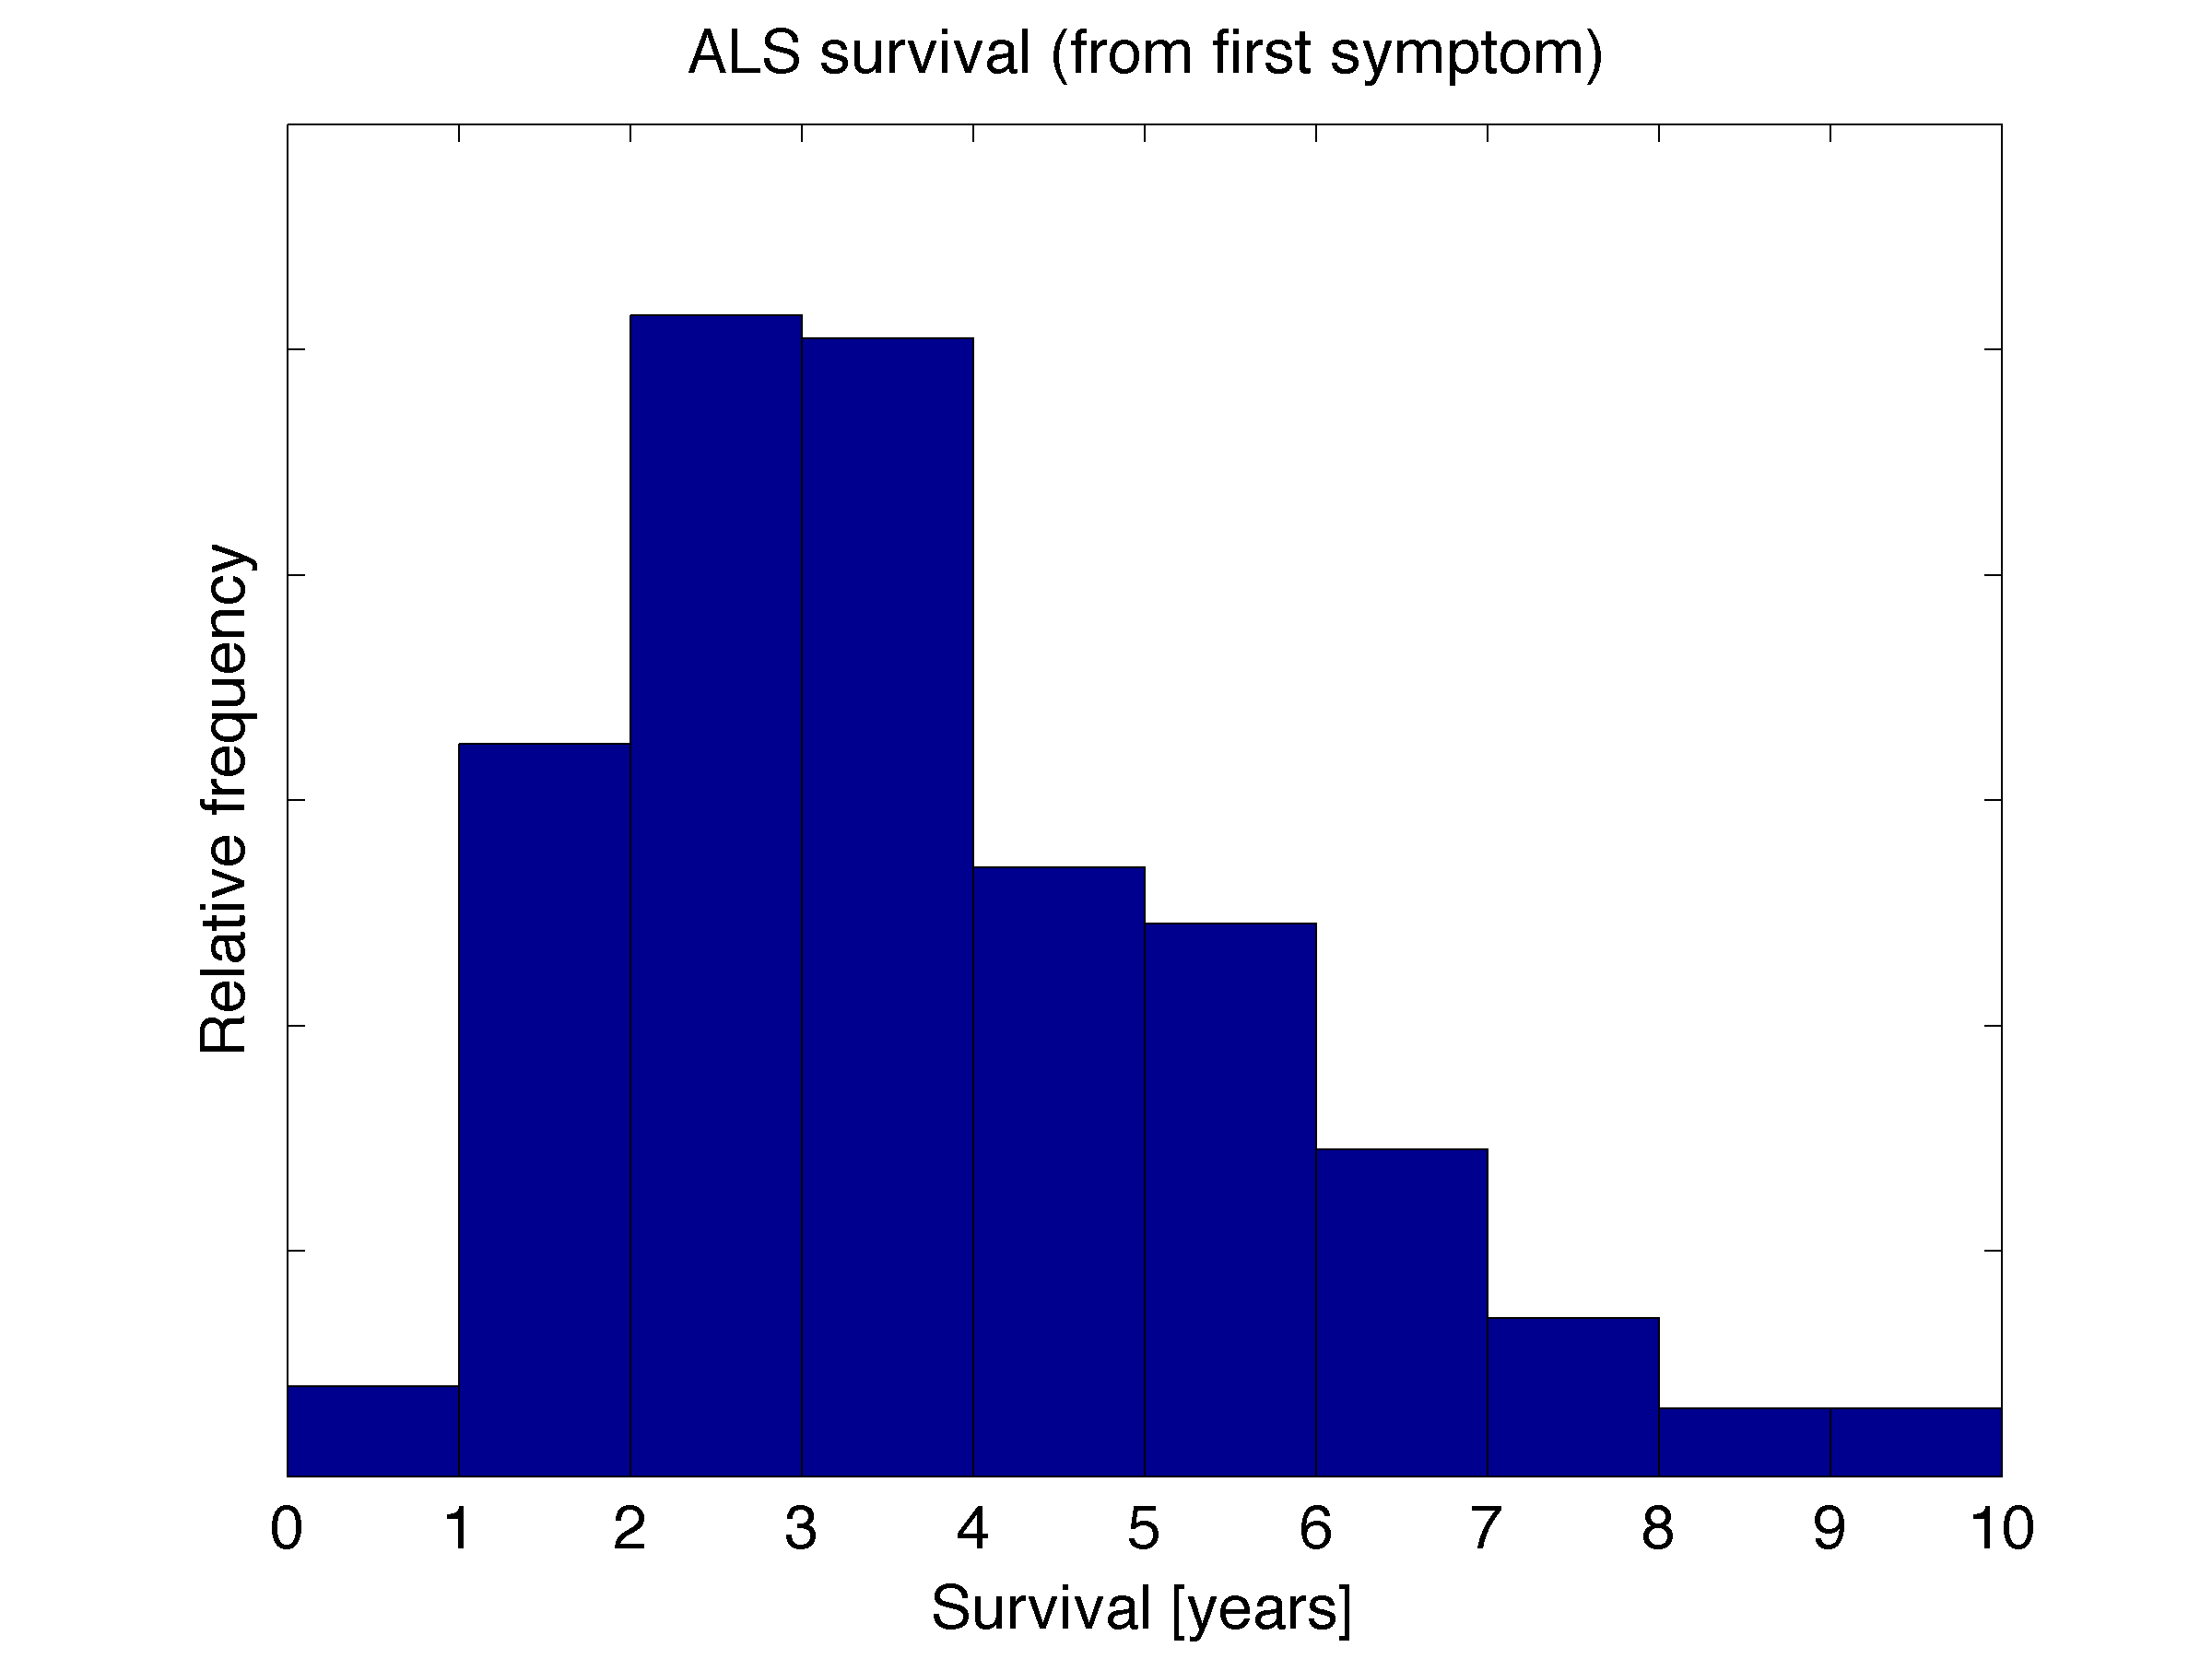 ALS survival (from first symptom)
Relative frequency
0 1 2 3 4 5 6 7 8 9 10
Survival [years]